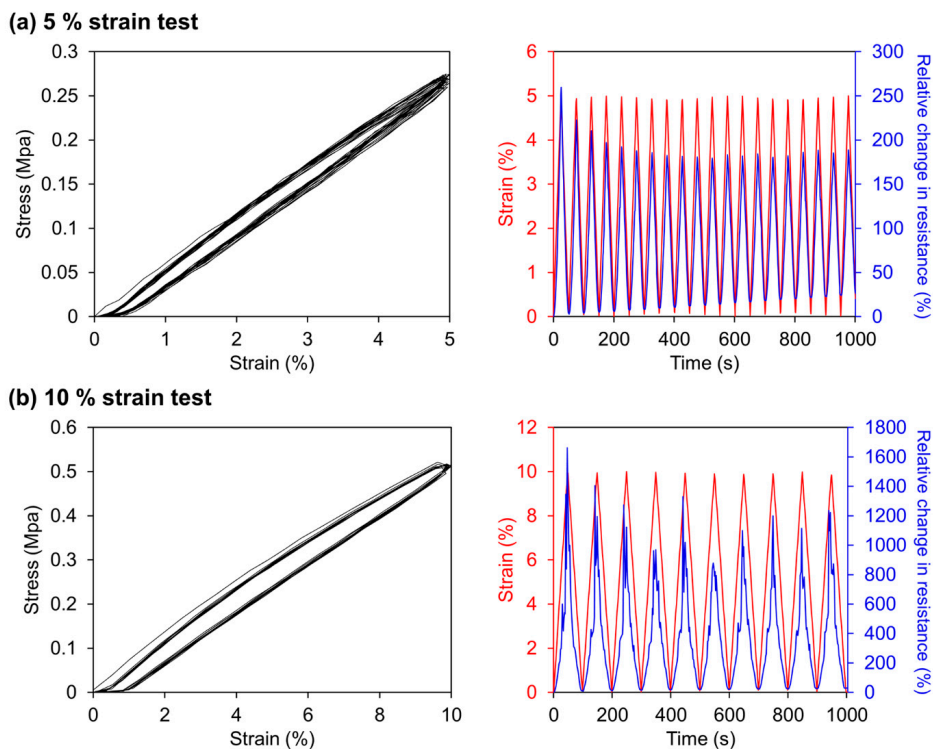 (a) 5 % strain test
Stress (Mpa)
0.3
0.25
0.2
0.15
0.1
0.05
0
0 1 2 3 4 5
Strain (%)
Strain (%)
6
5
4
3
2
1
0
0 200 400 600 800 1000
Time (s)
300
250
200
150
100
50
0
Relative change in resistance (%)
(b) 10 % strain test
Stress (Mpa)
0.6
0.5
0.4
0.3
0.2
0.1
0
0 2 4 6 8 10
Strain (%)
Strain (%)
12
10
8
6
4
2
0
0 200 400 600 800 1000
Time (s)
1800
1600
1400
1200
1000
800
600
400
200
0
Relative change in resistance (%)